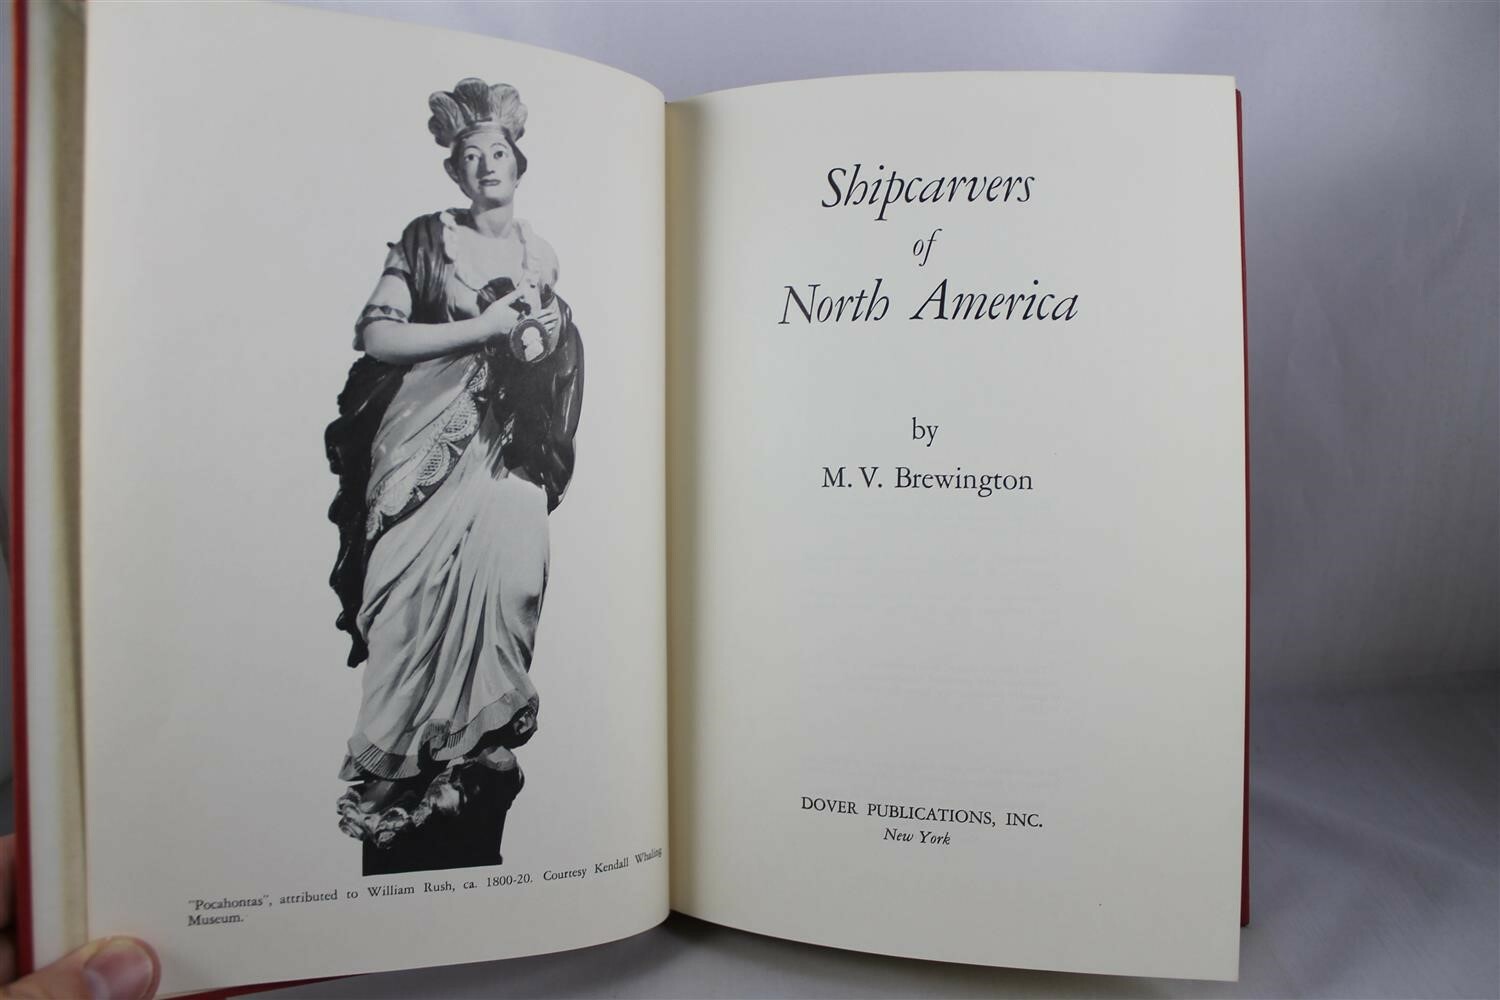 "Pocahontas", attributed to William Rush, ca. 1800-20. Courtesy Kendall Whaling
Museum.
Shipcarvers
of
North America
by
M. V. Brewington
DOVER PUBLICATIONS, INC.
New York